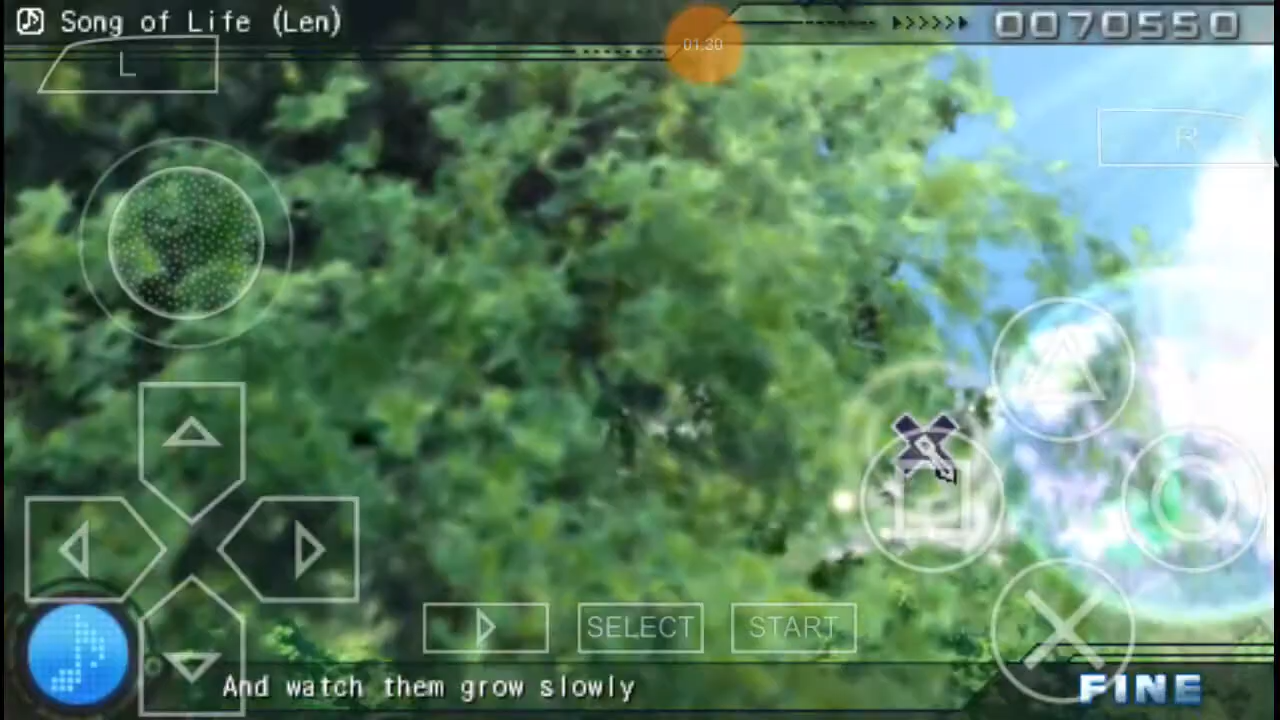 Song of Life (Len)
01.30
0070550
L
R
SELECT
START
And watch them grow slowly
FINE